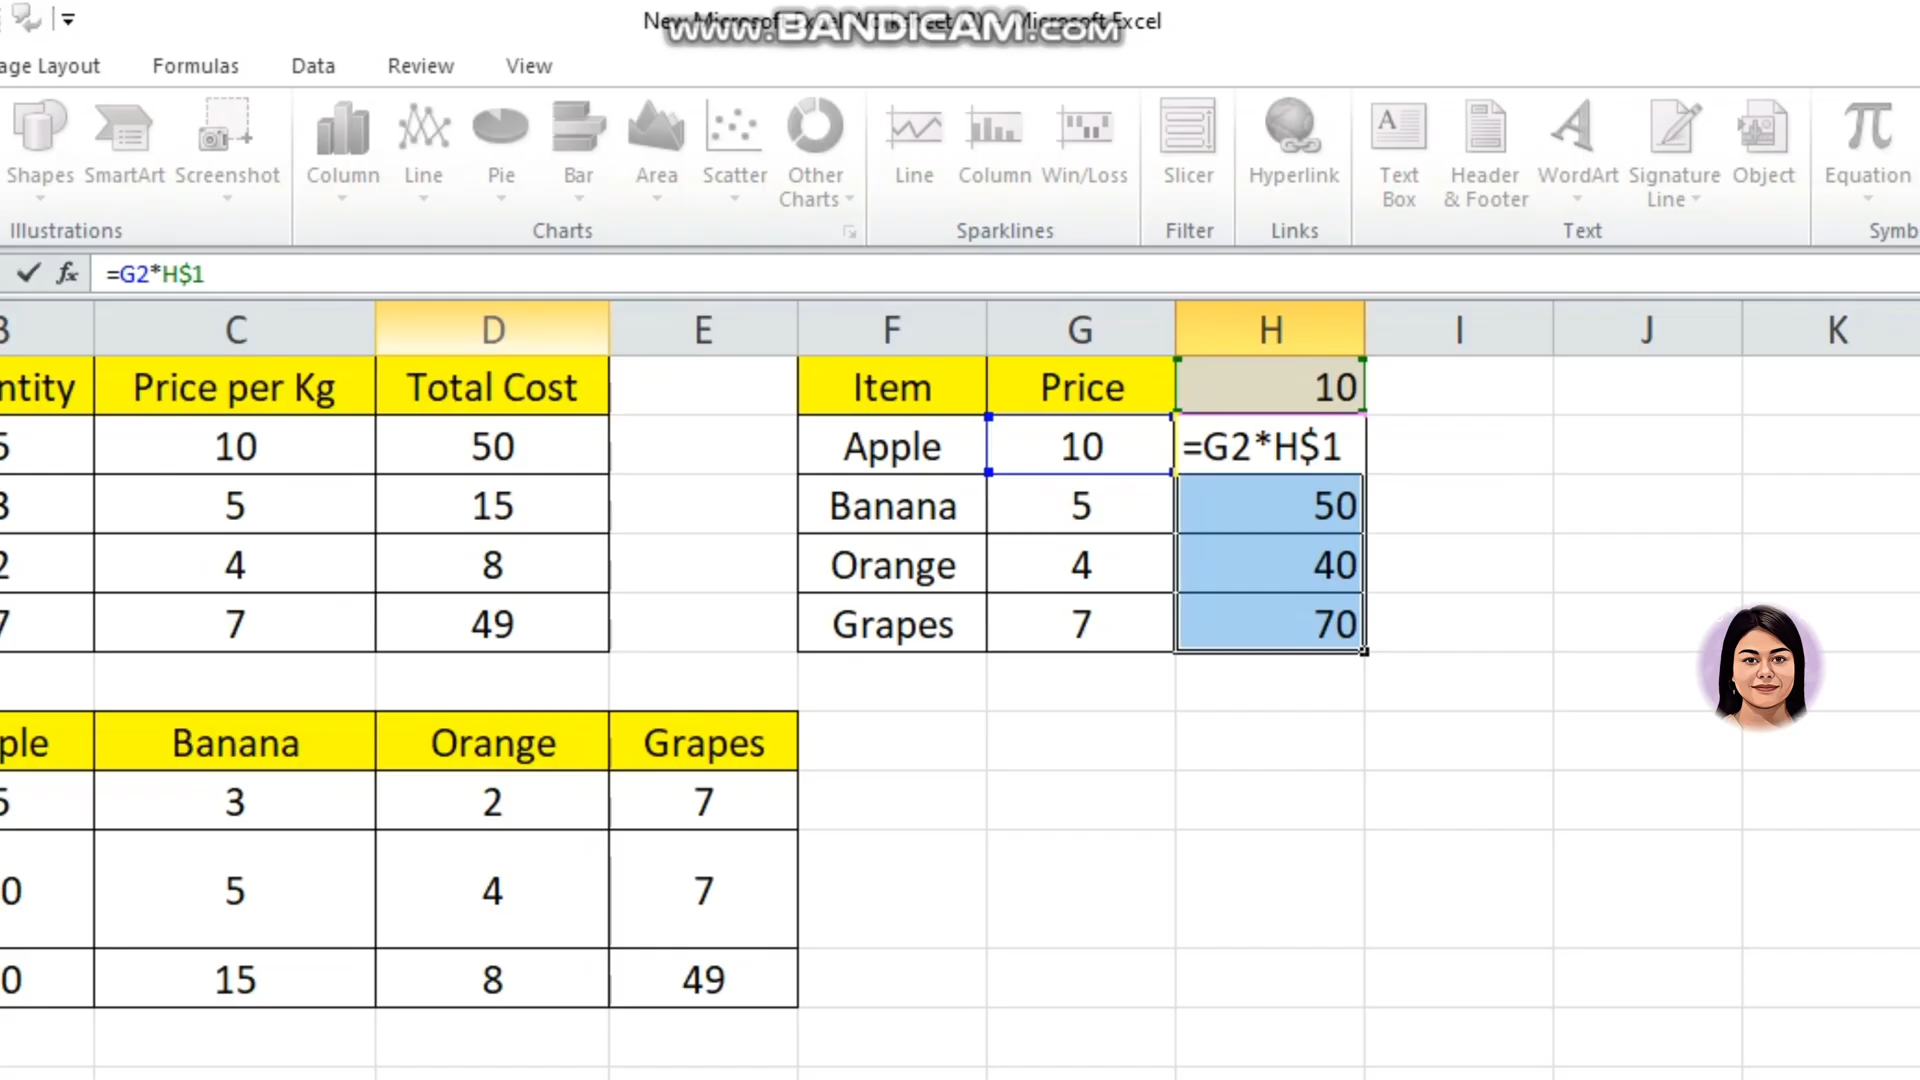 New Microsoft Excel Worksheet (2) - Microsoft Excel
www.BANDICAM.com
age Layout Formulas Data Review View
Shapes SmartArt Screenshot Column Line Pie Bar Area Scatter Other Charts Line Column Win/Loss Slicer Hyperlink Text Box Header & Footer WordArt Signature Line Object Equation
Illustrations Charts Sparklines Filter Links Text Symb
fx =G2*H$1
B C D E F G H I J K
ntity Price per Kg Total Cost Item Price 10
5 10 50 Apple 10 =G2*H$1
3 5 15 Banana 5 50
2 4 8 Orange 4 40
7 7 49 Grapes 7 70
ple Banana Orange Grapes
5 3 2 7
0 5 4 7
0 15 8 49